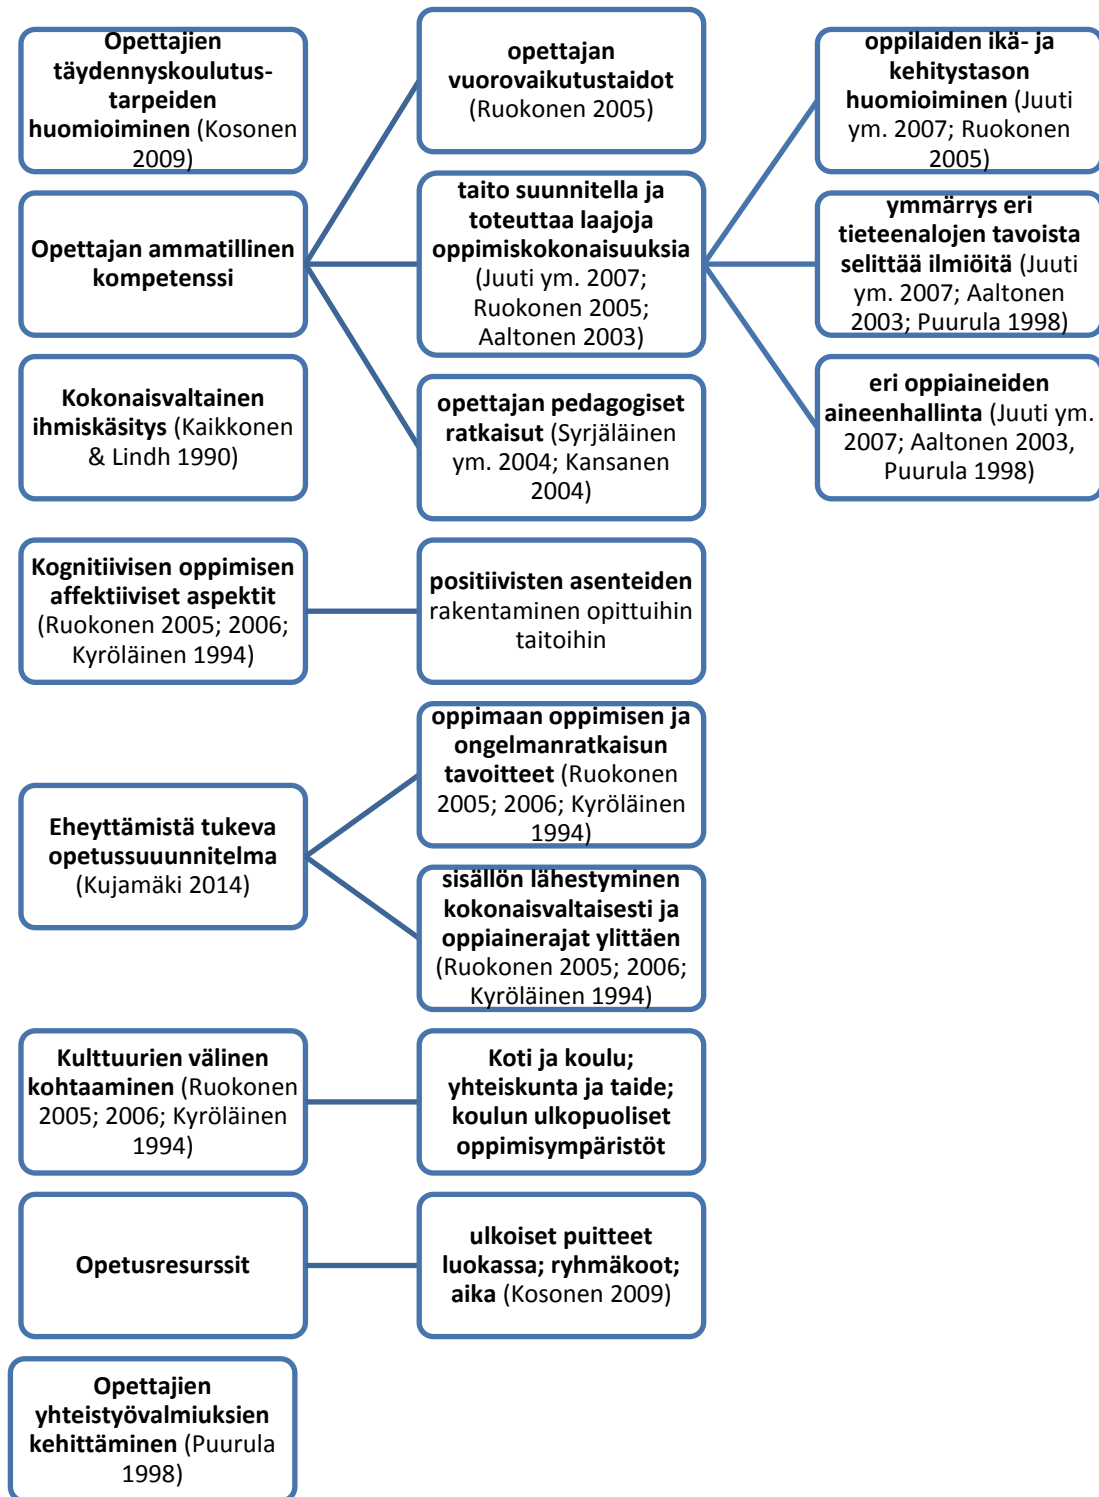 Opettajien
täydennyskoulutus-
tarpeiden
huomioiminen (Kosonen
2009)
opettajan
vuorovaikutustaidot
(Ruokonen 2005)
oppilaiden ikä- ja
kehitystason
huomioiminen (Juuti
ym. 2007; Ruokonen
2005)
Opettajan ammatillinen
kompetenssi
taito suunnitella ja
toteuttaa laajoja
oppimiskokonaisuuksia
(Juuti ym. 2007;
Ruokonen 2005;
Aaltonen 2003)
ymmärrys eri
tieteenalojen tavoista
selittää ilmiöitä (Juuti
ym. 2007; Aaltonen
2003; Puurula 1998)
Kokonaisvaltainen
ihmiskäsitys (Kaikkonen
& Lindh 1990)
opettajan pedagogiset
ratkaisut (Syrjäläinen
ym. 2004; Kansanen
2004)
eri oppiaineiden
aineenhallinta (Juuti ym.
2007; Aaltonen 2003,
Puurula 1998)
Kognitiivisen oppimisen
affektiiviset aspektit
(Ruokonen 2005; 2006;
Kyröläinen 1994)
positiivisten asenteiden
rakentaminen opittuihin
taitoihin
Eheyttämistä tukeva
opetussuuunnitelma
(Kujamäki 2014)
oppimaan oppimisen ja
ongelmanratkaisun
tavoitteet (Ruokonen
2005; 2006; Kyröläinen
1994)
sisällön lähestyminen
kokonaisvaltaisesti ja
oppiainerajat ylittäen
(Ruokonen 2005; 2006;
Kyröläinen 1994)
Kulttuurien välinen
kohtaaminen (Ruokonen
2005; 2006; Kyröläinen
1994)
Koti ja koulu;
yhteiskunta ja taide;
koulun ulkopuoliset
oppimisympäristöt
Opetusresurssit
ulkoiset puitteet
luokassa; ryhmäkoot;
aika (Kosonen 2009)
Opettajien
yhteistyövalmiuksien
kehittäminen (Puurula
1998)